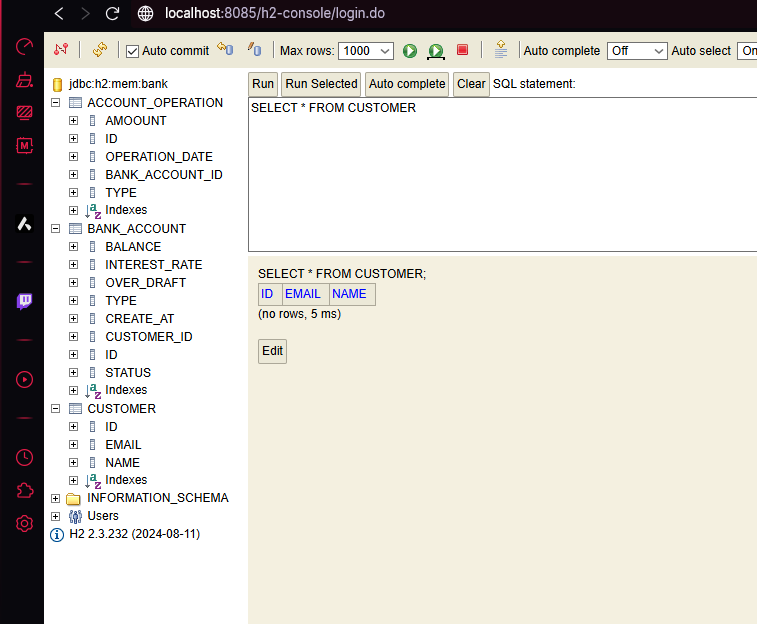 localhost:8085/h2-console/login.do
Auto commit Max rows: 1000 Auto complete Off Auto select On
jdbc:h2:mem:bank
ACCOUNT_OPERATION
AMOOUNT
ID
OPERATION_DATE
BANK_ACCOUNT_ID
TYPE
Indexes
BANK_ACCOUNT
BALANCE
INTEREST_RATE
OVER_DRAFT
TYPE
CREATE_AT
CUSTOMER_ID
ID
STATUS
Indexes
CUSTOMER
ID
EMAIL
NAME
Indexes
INFORMATION_SCHEMA
Users
H2 2.3.232 (2024-08-11)
Run Run Selected Auto complete Clear SQL statement:
SELECT * FROM CUSTOMER
SELECT * FROM CUSTOMER;
ID EMAIL NAME
(no rows, 5 ms)
Edit